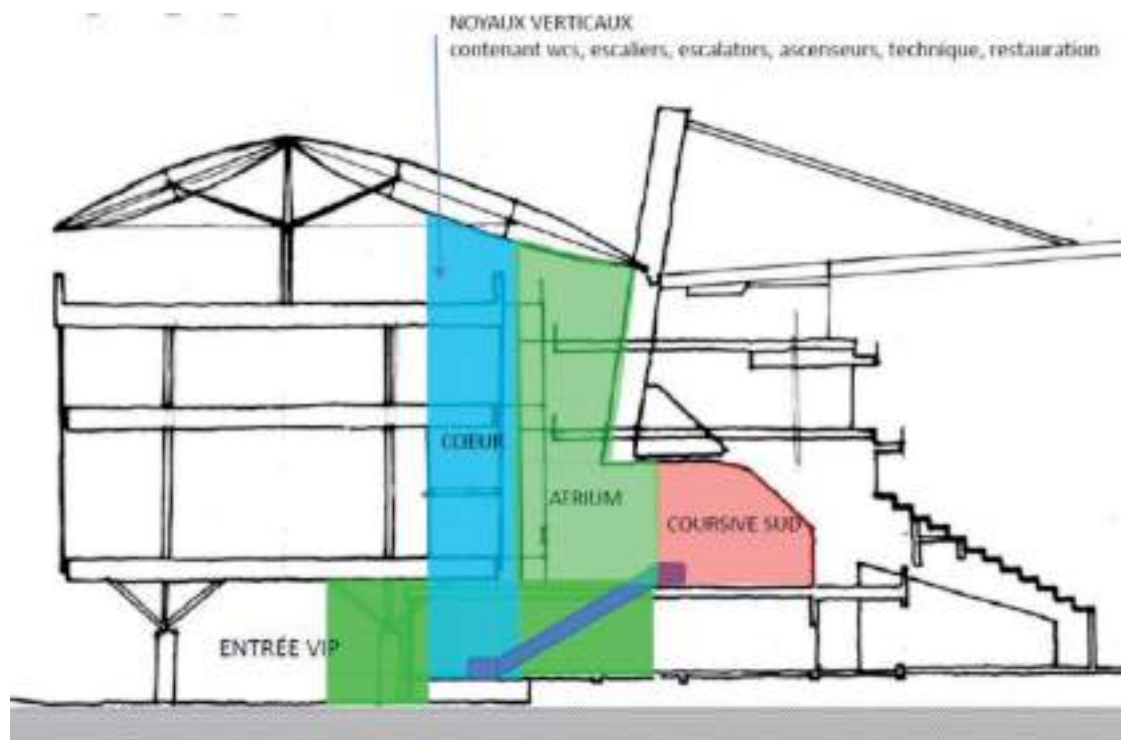 NOYAUX VERTICAUX
contenant wcs, escaliers, escalators, ascenseurs, technique, restauration
COEUR
ATRIUM
COURSIVE SUD
ENTRÉE VIP